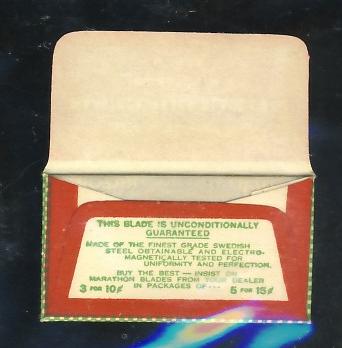 THIS BLADE IS UNCONDITIONALLY
GUARANTEED
MADE OF THE FINEST GRADE SWEDISH
STEEL OBTAINABLE AND ELECTRO-
MAGNETICALLY TESTED FOR
UNIFORMITY AND PERFECTION.
BUY THE BEST — INSIST ON
MARATHON BLADES FROM YOUR DEALER
IN PACKAGES OF...
3 FOR 10¢ 5 FOR 15¢